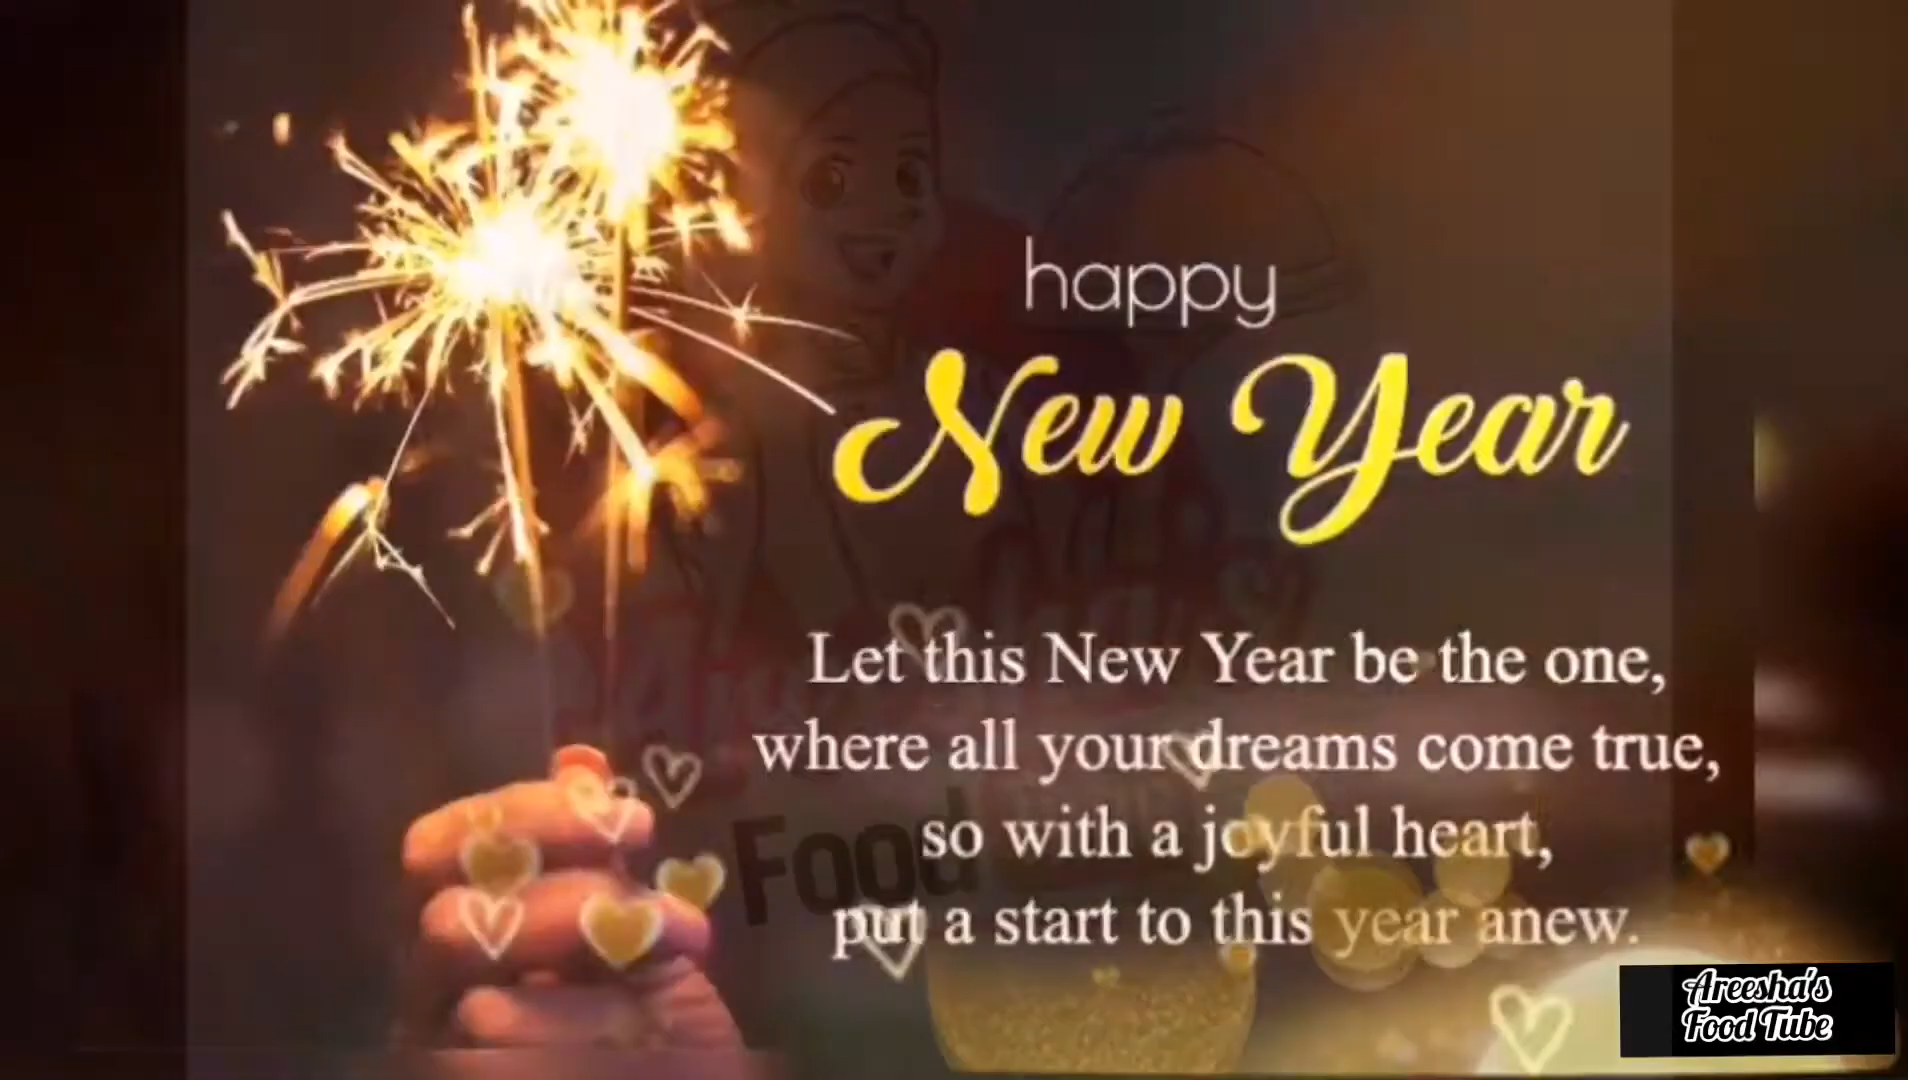 happy
New Year
Let this New Year be the one,
where all your dreams come true,
so with a joyful heart,
put a start to this year anew.
Food
Areesha's
Food Tube